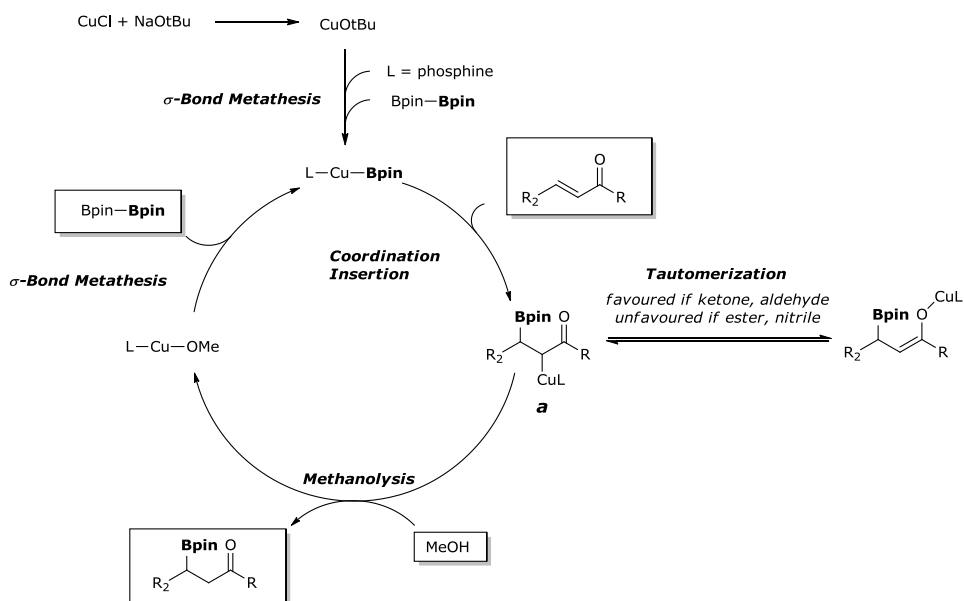 CuCl + NaOtBu
CuOtBu
L = phosphine
σ-Bond Metathesis
Bpin–Bpin
L–Cu–Bpin
O
R2
R
Bpin–Bpin
Coordination
Insertion
σ-Bond Metathesis
Tautomerization
favoured if ketone, aldehyde
unfavoured if ester, nitrile
Bpin O
R2
R
CuL
a
CuL
Bpin O
R2
R
L–Cu–OMe
Methanolysis
MeOH
Bpin O
R2
R